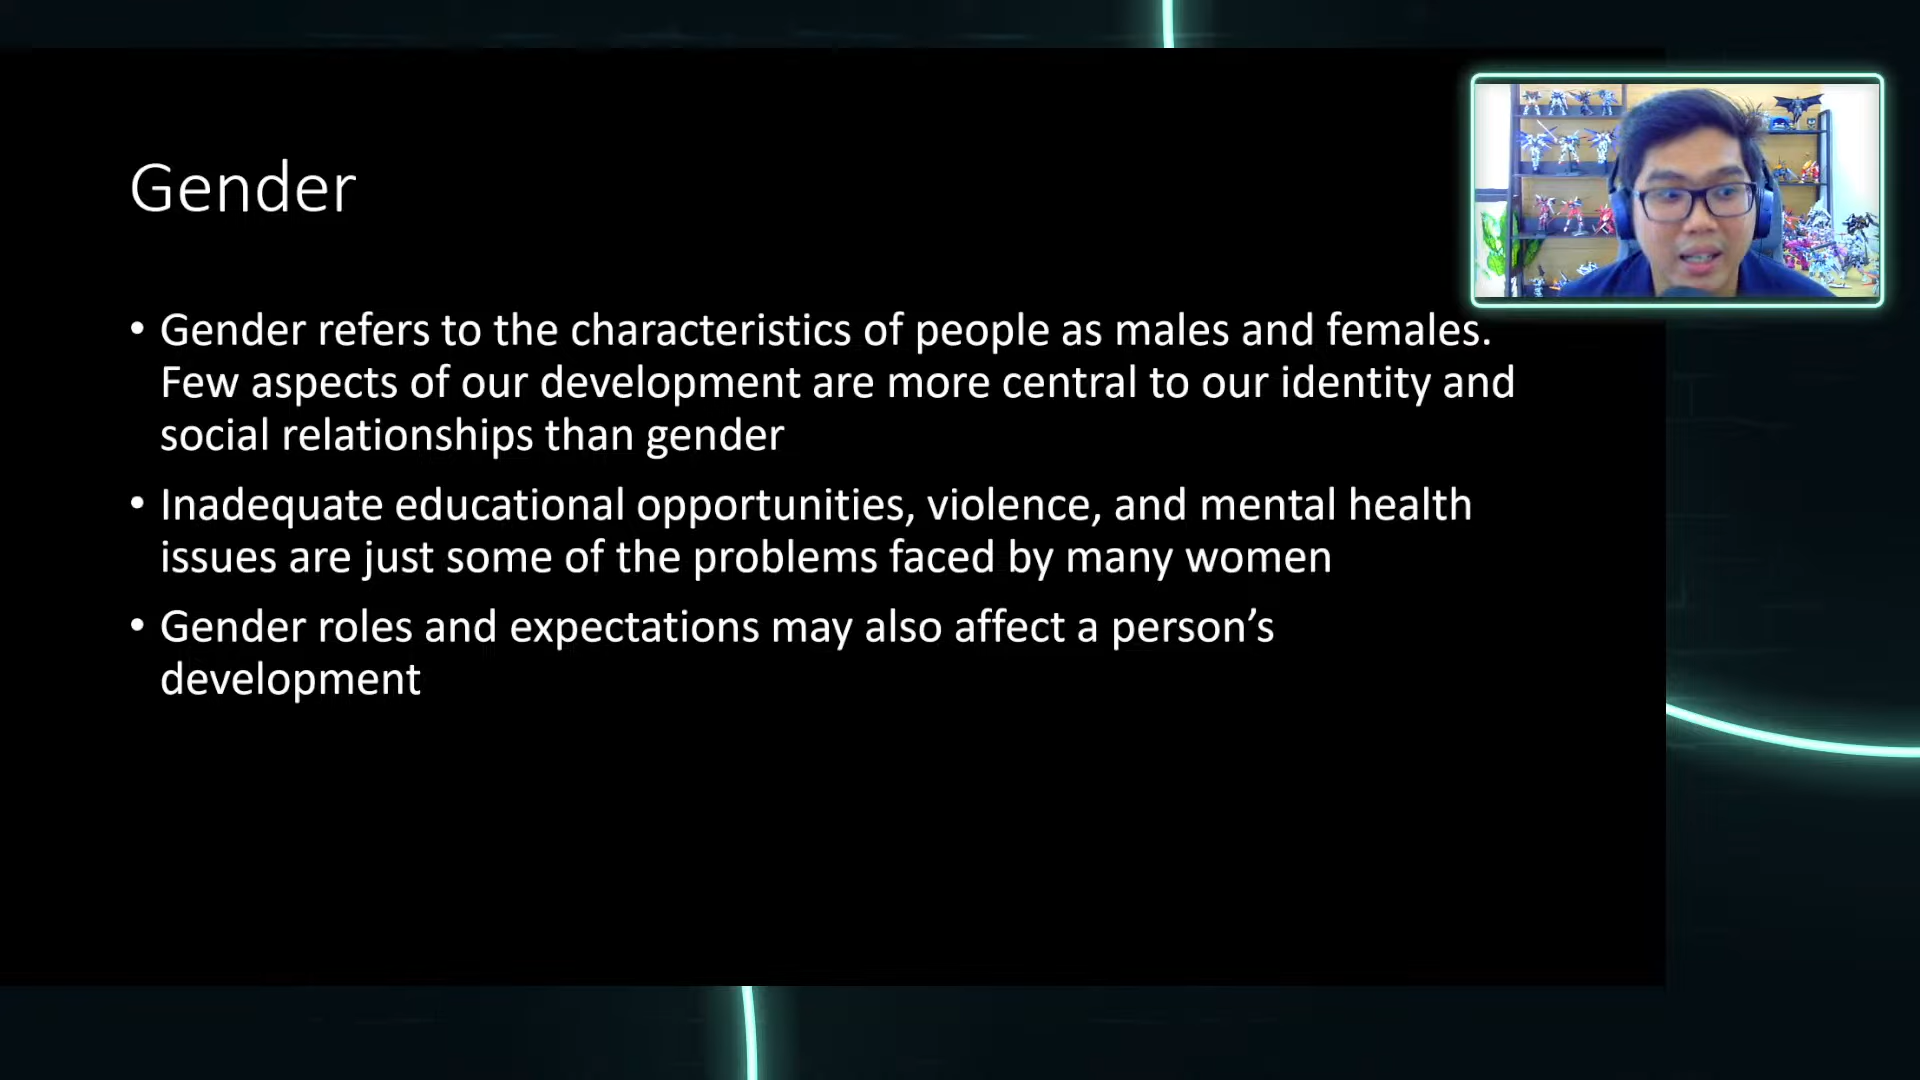 Gender
• Gender refers to the characteristics of people as males and females.
Few aspects of our development are more central to our identity and
social relationships than gender
• Inadequate educational opportunities, violence, and mental health
issues are just some of the problems faced by many women
• Gender roles and expectations may also affect a person’s
development